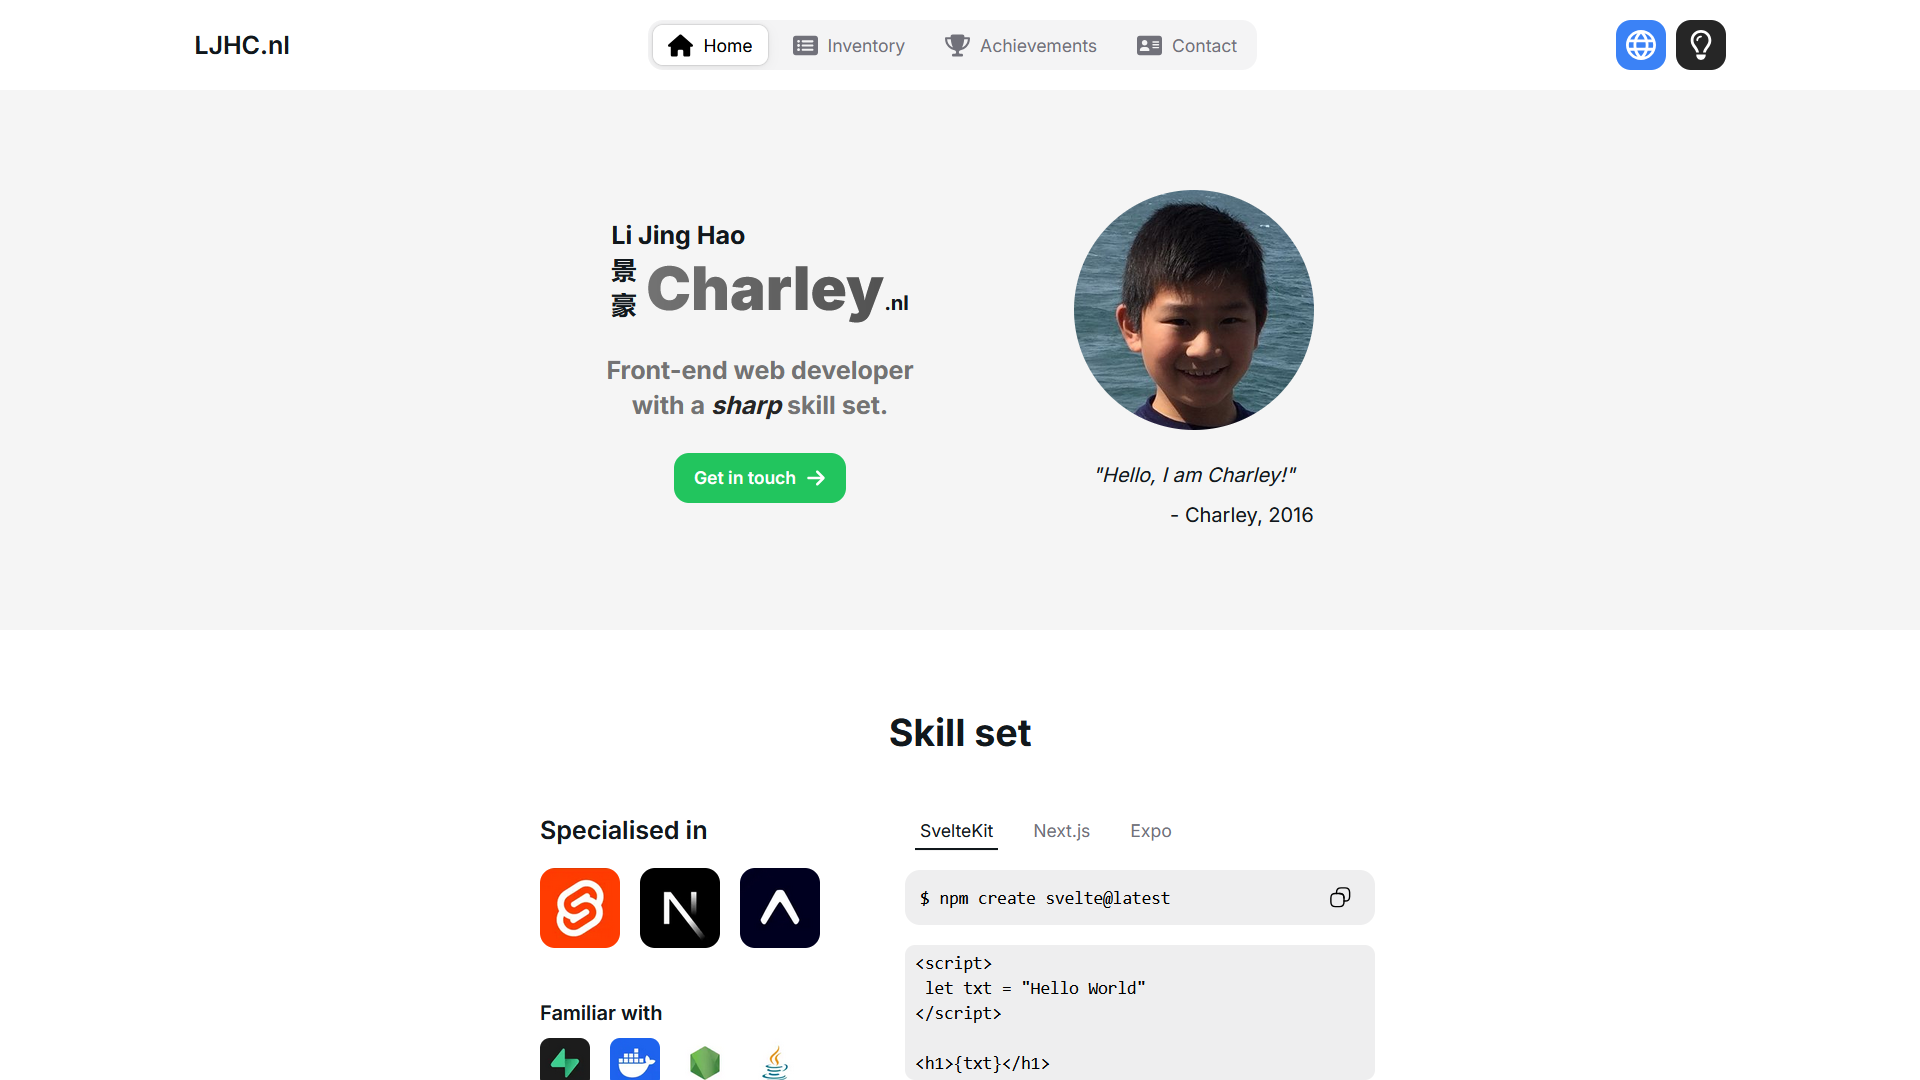 LJHC.nl
Home
Inventory
Achievements
Contact
Li Jing Hao
景豪
Charley.nl
Front-end web developer
with a sharp skill set.
Get in touch
"Hello, I am Charley!"
- Charley, 2016
Skill set
Specialised in
Familiar with
SvelteKit
Next.js
Expo
$ npm create svelte@latest
<script>
 let txt = "Hello World"
</script>
<h1>{txt}</h1>